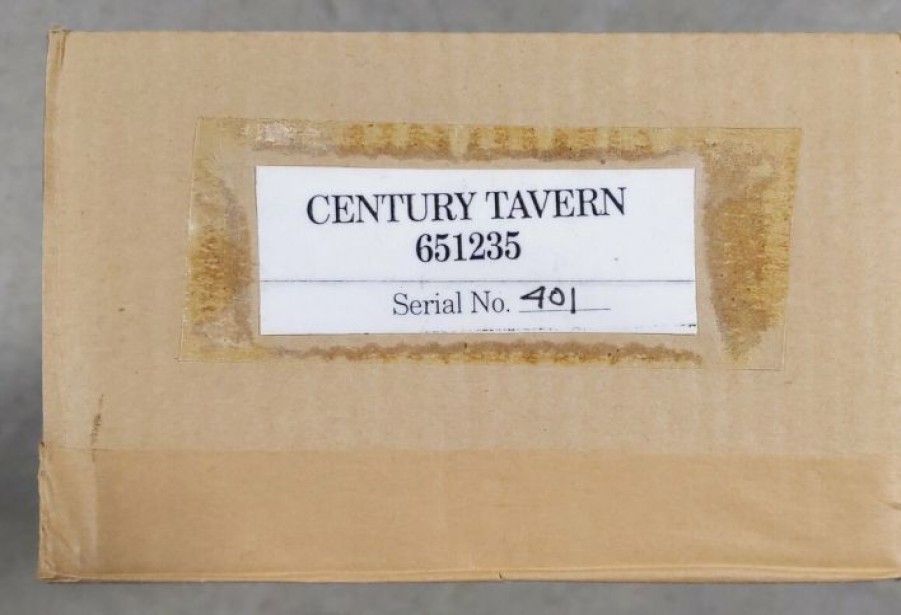 CENTURY TAVERN
651235
Serial No. 401